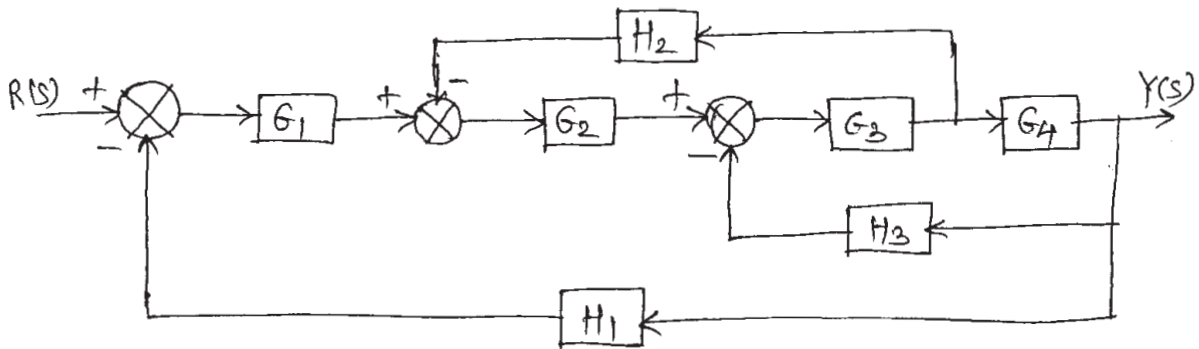 H2
R(S) + − + Y(S)
G1 + G2 G3 G4
− −
H3
H1